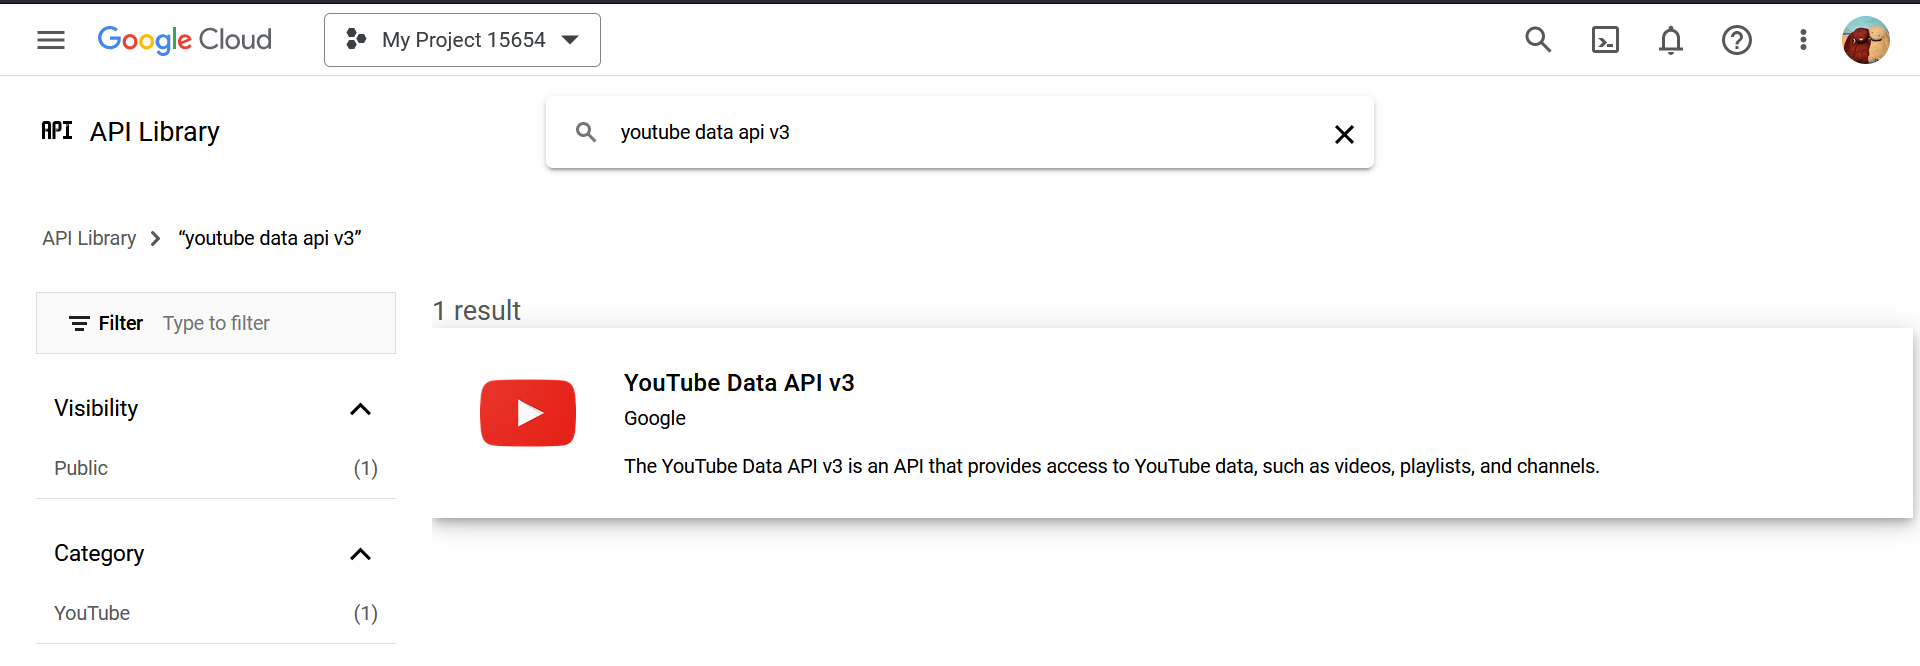 Google Cloud
My Project 15654
API API Library
youtube data api v3
API Library
“youtube data api v3”
Filter Type to filter
Visibility
Public (1)
Category
YouTube (1)
1 result
YouTube Data API v3
Google
The YouTube Data API v3 is an API that provides access to YouTube data, such as videos, playlists, and channels.